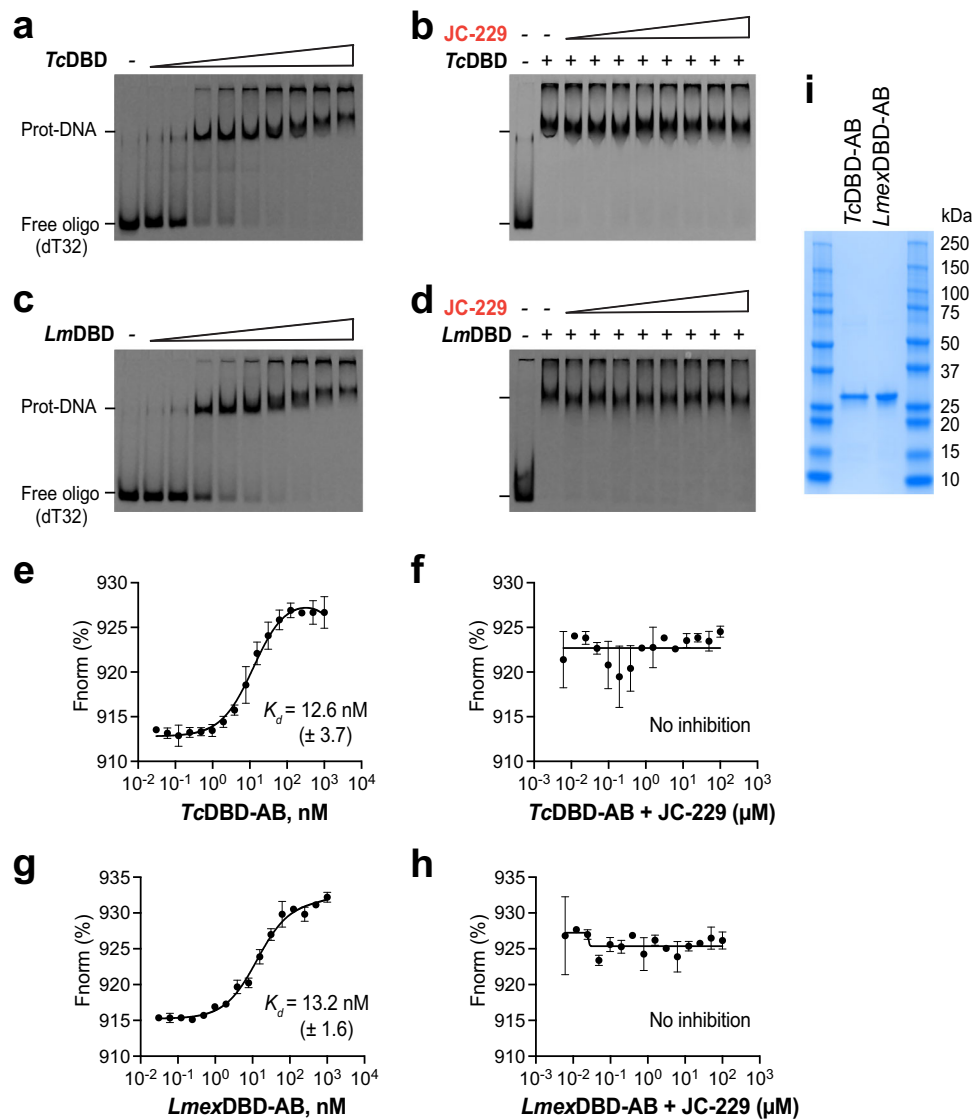 a
TcDBD
-
Prot-DNA
Free oligo
(dT32)
b
JC-229 - -
TcDBD - + + + + + + + + +
c
LmDBD
-
Prot-DNA
Free oligo
(dT32)
d
JC-229 - -
LmDBD - + + + + + + + + +
i
TcDBD-AB
LmexDBD-AB
kDa
250
150
100
75
50
37
25
20
15
10
e
930
925
920
915
910
Fnorm (%)
Kd = 12.6 nM
(± 3.7)
10-2 10-1 100 101 102 103 104
TcDBD-AB, nM
f
930
925
920
915
910
Fnorm (%)
No inhibition
10-3 10-2 10-1 100 101 102 103
TcDBD-AB + JC-229 (µM)
g
935
930
925
920
915
910
Fnorm (%)
Kd = 13.2 nM
(± 1.6)
10-2 10-1 100 101 102 103 104
LmexDBD-AB, nM
h
935
930
925
920
915
910
Fnorm (%)
No inhibition
10-3 10-2 10-1 100 101 102 103
LmexDBD-AB + JC-229 (µM)